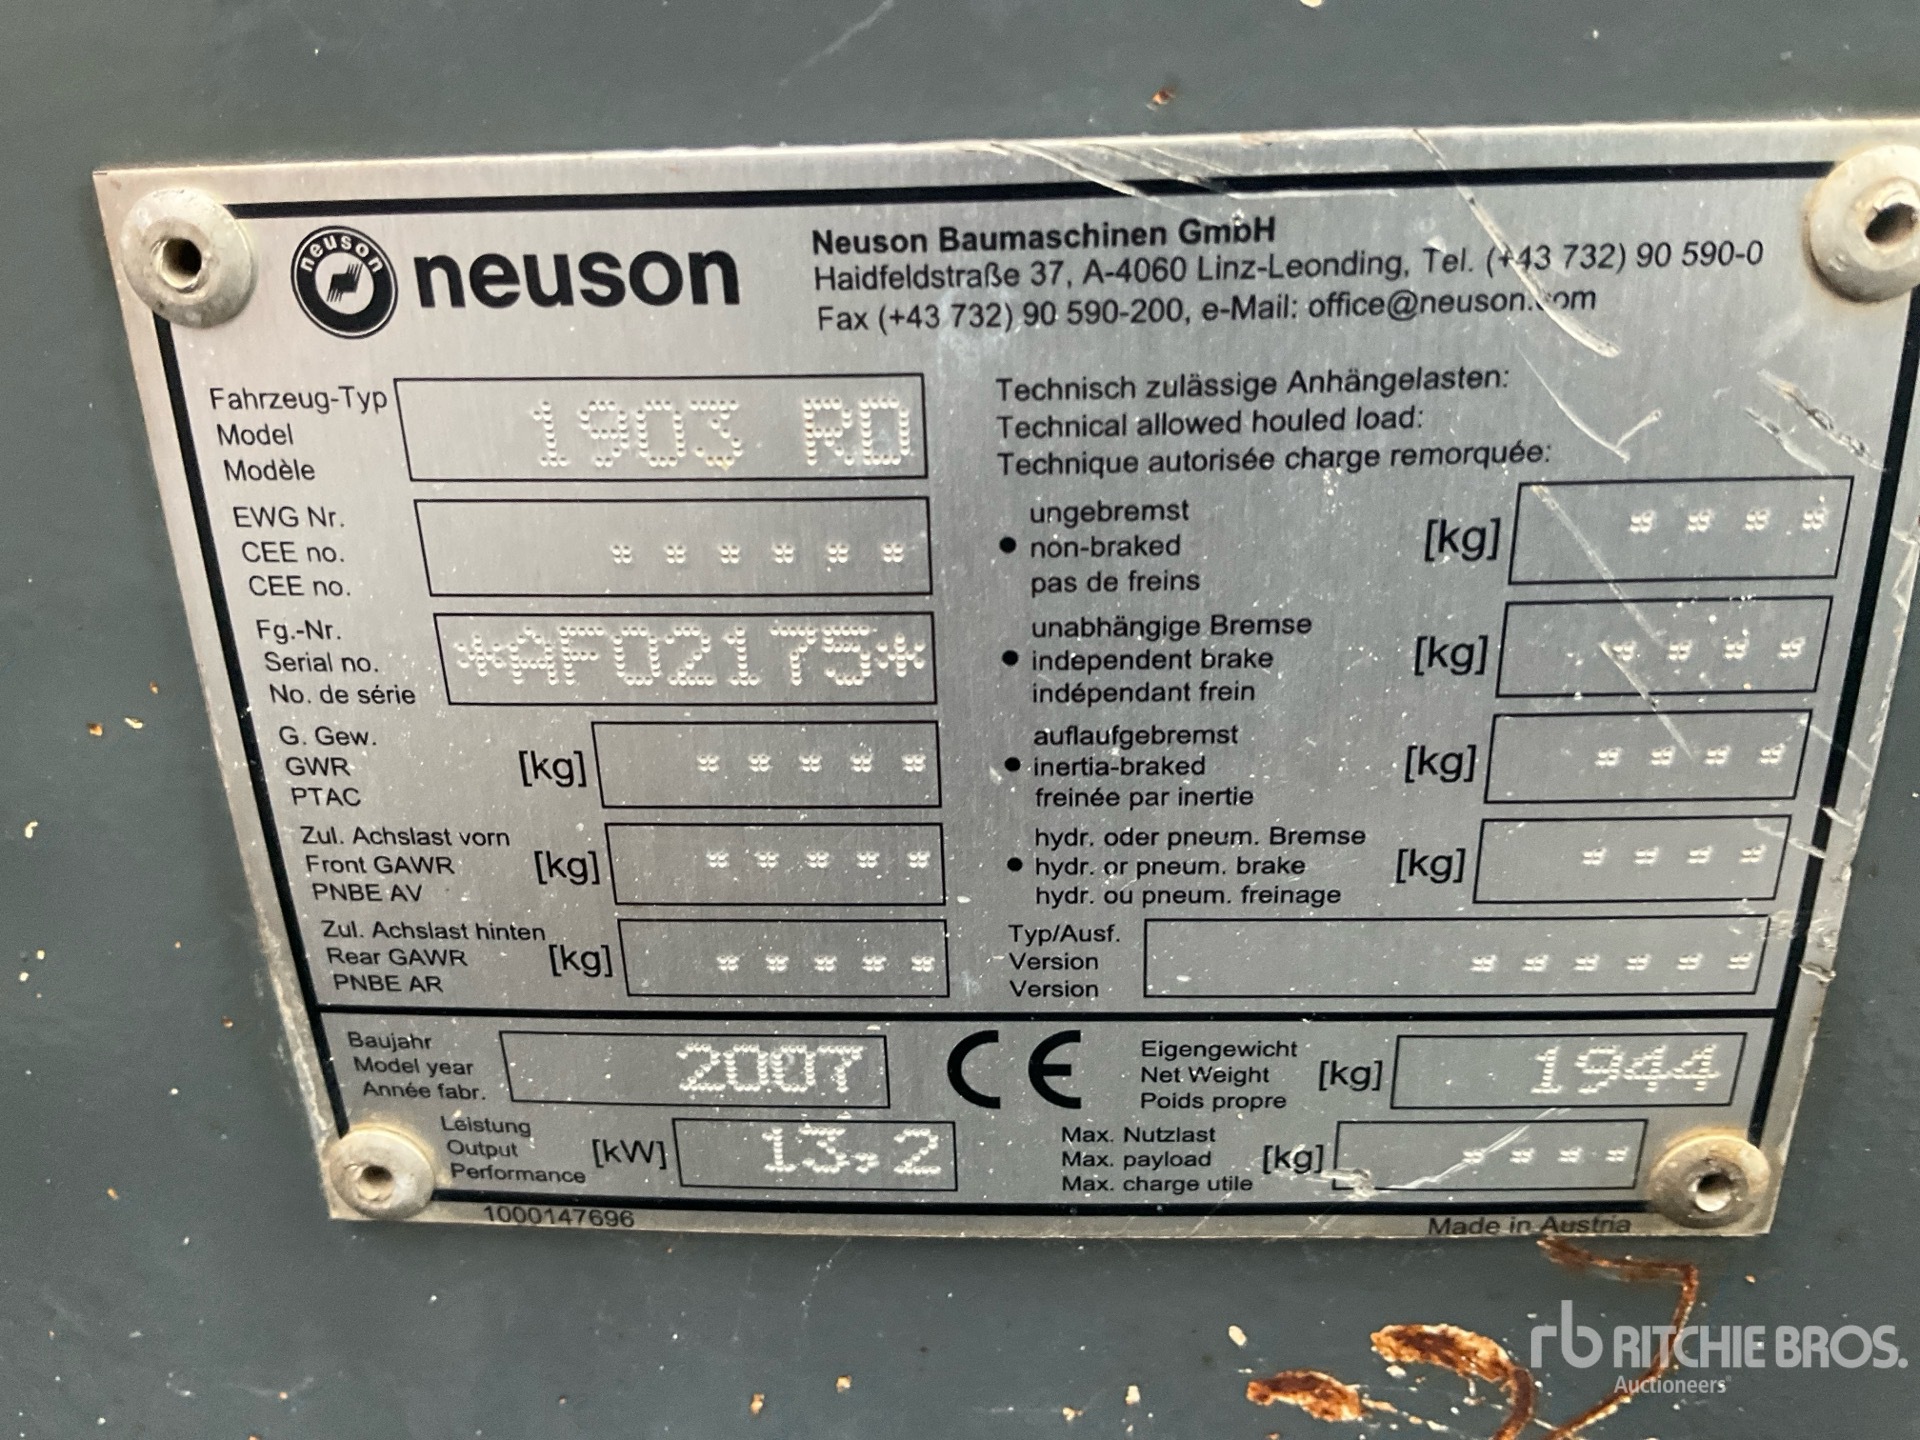 neuson
neuson
Neuson Baumaschinen GmbH
Haidfeldstraße 37, A-4060 Linz-Leonding, Tel. (+43 732) 90 590-0
Fax (+43 732) 90 590-200, e-Mail: office@neuson.com
Fahrzeug-Typ
Model
Modèle
1903 RD
EWG Nr.
CEE no.
CEE no.
******
Fg.-Nr.
Serial no.
No. de série
*AF02175*
G. Gew.
GWR
PTAC
[kg]
*****
Zul. Achslast vorn
Front GAWR
PNBE AV
[kg]
*****
Zul. Achslast hinten
Rear GAWR
PNBE AR
[kg]
*****
Technisch zulässige Anhängelasten:
Technical allowed houled load:
Technique autorisée charge remorquée:
ungebremst
• non-braked
pas de freins
[kg]
****
unabhängige Bremse
• independent brake
indépendant frein
[kg]
****
auflaufgebremst
• inertia-braked
freinée par inertie
[kg]
****
hydr. oder pneum. Bremse
• hydr. or pneum. brake
hydr. ou pneum. freinage
[kg]
****
Typ/Ausf.
Version
Version
******
Baujahr
Model year
Année fabr.
2007
CE
Eigengewicht
Net Weight
Poids propre
[kg]
1944
Leistung
Output
Performance
[kW]
13,2
Max. Nutzlast
Max. payload
Max. charge utile
[kg]
****
1000147696
Made in Austria
rb RITCHIE BROS.
Auctioneers